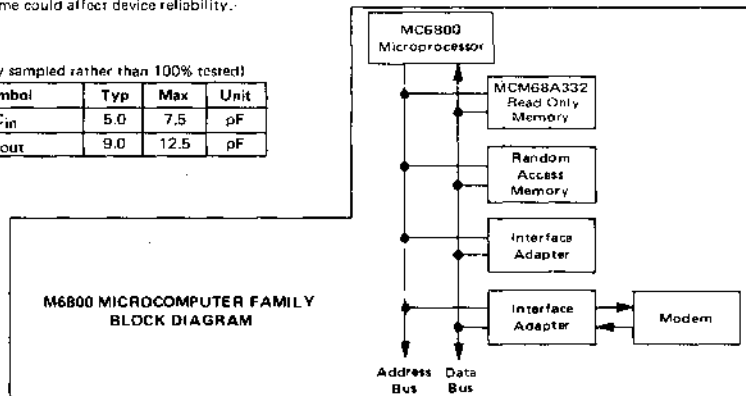 me could affect device reliability.
y sampled rather than 100% tested)
mbol Typ Max Unit
in 5.0 7.5 pF
out 9.0 12.5 pF
MC6800
Microprocessor
MCM68A332
Read Only
Memory
Random
Access
Memory
Interface
Adapter
M6800 MICROCOMPUTER FAMILY
BLOCK DIAGRAM
Interface
Adapter
Modem
Address Data
Bus Bus